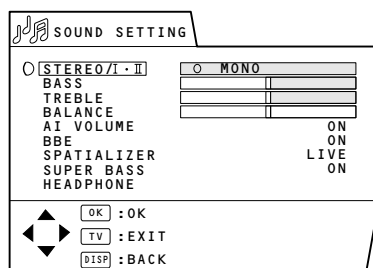 SOUND SETTING
STEREO/I・II MONO
BASS
TREBLE
BALANCE
AI VOLUME ON
BBE ON
SPATIALIZER LIVE
SUPER BASS ON
HEADPHONE
OK :OK
TV :EXIT
DISP :BACK